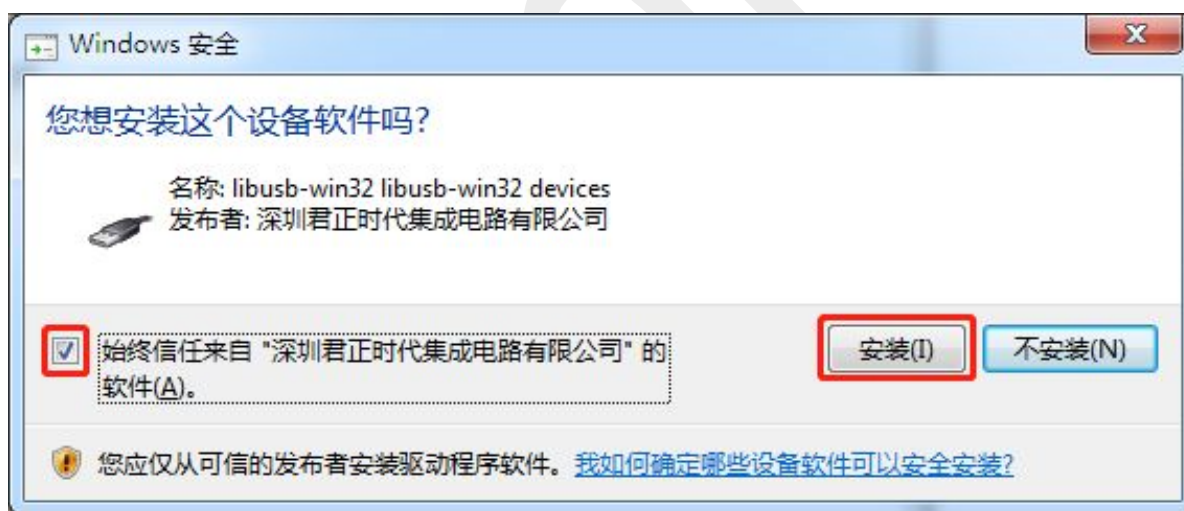 Windows 安全
您想安装这个设备软件吗?
名称: libusb-win32 libusb-win32 devices
发布者: 深圳君正时代集成电路有限公司
始终信任来自 "深圳君正时代集成电路有限公司" 的
软件(A)。
安装(I)
不安装(N)
您应仅从可信的发布者安装驱动程序软件。我如何确定哪些设备软件可以安全安装?